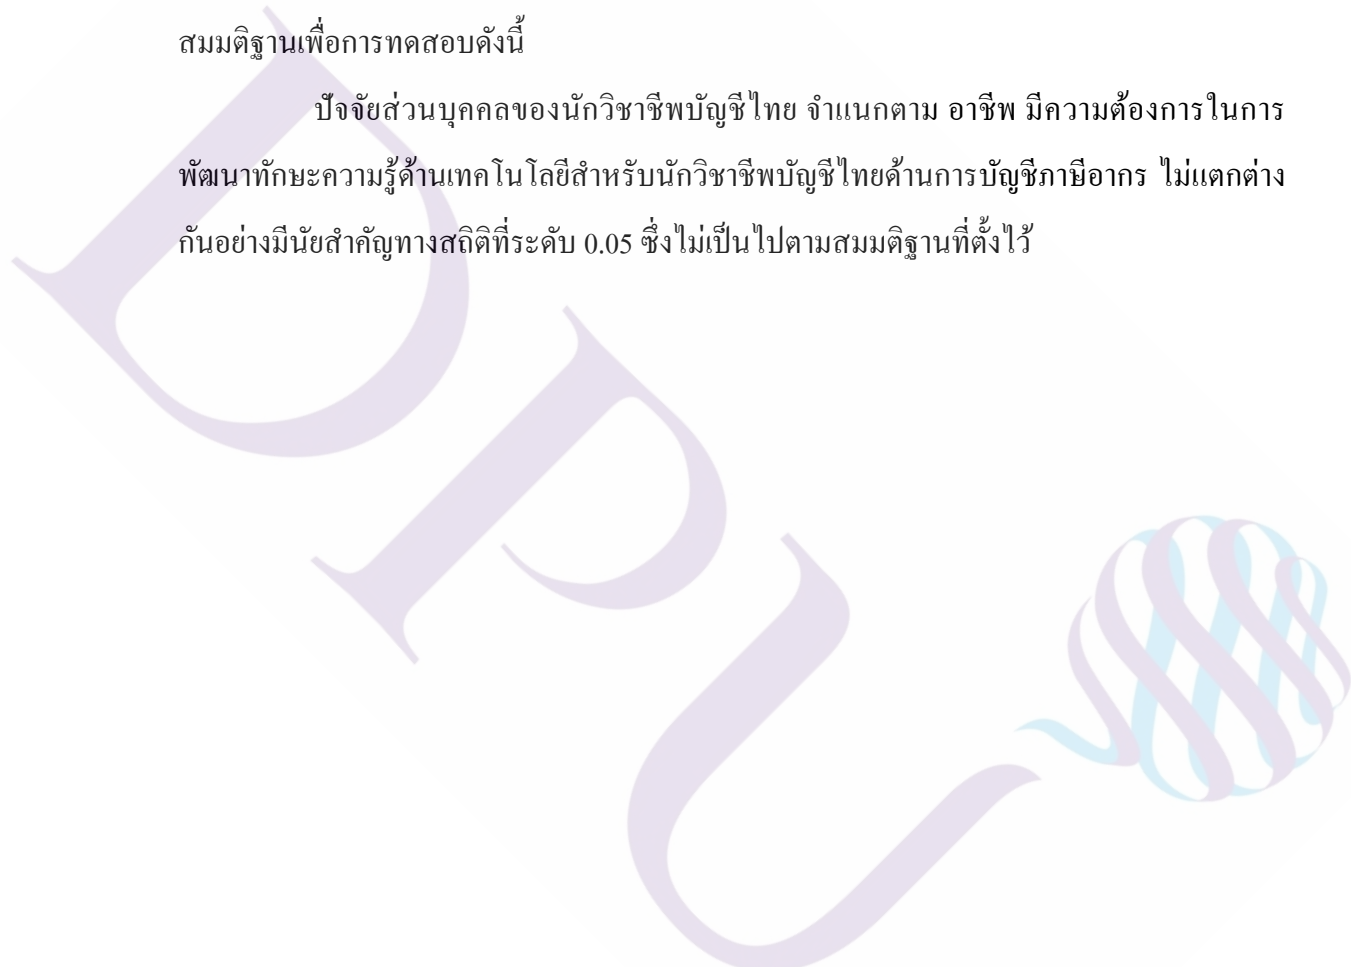 สมมติฐานเพื่อการทดสอบดังนี้
ปัจจัยส่วนบุคคลของนักวิชาชีพบัญชีไทย จำแนกตาม อาชีพ มีความต้องการในการ
พัฒนาทักษะความรู้ด้านเทคโนโลยีสำหรับนักวิชาชีพบัญชีไทยด้านการบัญชีภาษีอากร ไม่แตกต่าง
กันอย่างมีนัยสำคัญทางสถิติที่ระดับ 0.05 ซึ่งไม่เป็นไปตามสมมติฐานที่ตั้งไว้
DPU